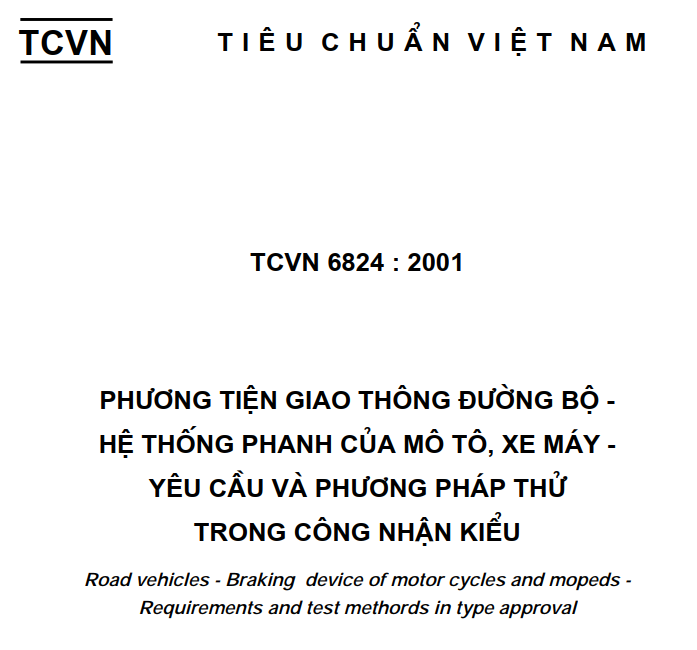 TCVN
TIÊU CHUẨN VIỆT NAM
TCVN 6824 : 2001
PHƯƠNG TIỆN GIAO THÔNG ĐƯỜNG BỘ -
HỆ THỐNG PHANH CỦA MÔ TÔ, XE MÁY -
YÊU CẦU VÀ PHƯƠNG PHÁP THỬ
TRONG CÔNG NHẬN KIỂU
Road vehicles - Braking device of motor cycles and mopeds -
Requirements and test methords in type approval